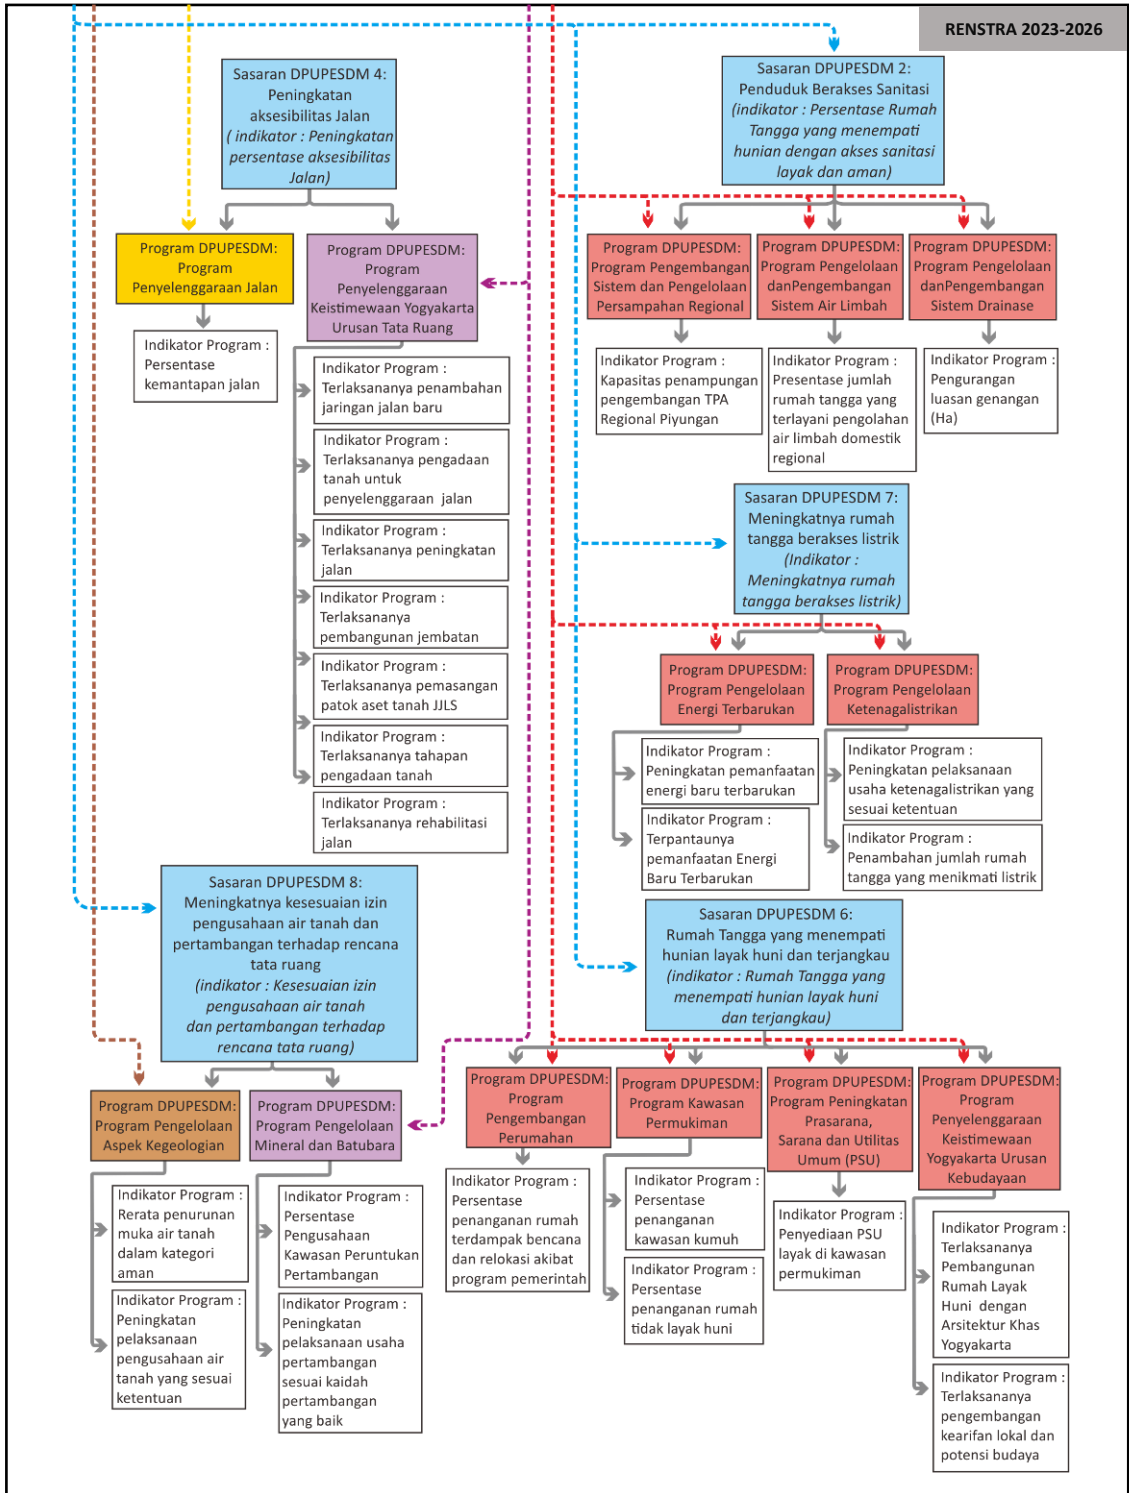 RENSTRA 2023-2026
Sasaran DPUPESDM 4:
Peningkatan
aksesibilitas Jalan
( indikator : Peningkatan
persentase aksesibilitas
Jalan)
Sasaran DPUPESDM 2:
Penduduk Berakses Sanitasi
(indikator : Persentase Rumah
Tangga yang menempati
hunian dengan akses sanitasi
layak dan aman)
Program DPUPESDM:
Program
Penyelenggaraan Jalan
Program DPUPESDM:
Program
Penyelenggaraan
Keistimewaan Yogyakarta
Urusan Tata Ruang
Program DPUPESDM:
Program Pengembangan
Sistem dan Pengelolaan
Persampahan Regional
Program DPUPESDM:
Program Pengelolaan
danPengembangan
Sistem Air Limbah
Program DPUPESDM:
Program Pengelolaan
danPengembangan
Sistem Drainase
Indikator Program :
Persentase
kemantapan jalan
Indikator Program :
Terlaksananya penambahan
jaringan jalan baru
Indikator Program :
Terlaksananya pengadaan
tanah untuk
penyelenggaraan jalan
Indikator Program :
Terlaksananya peningkatan
jalan
Indikator Program :
Terlaksananya
pembangunan jembatan
Indikator Program :
Terlaksananya pemasangan
patok aset tanah JJLS
Indikator Program :
Terlaksananya tahapan
pengadaan tanah
Indikator Program :
Terlaksananya rehabilitasi
jalan
Indikator Program :
Kapasitas penampungan
pengembangan TPA
Regional Piyungan
Indikator Program :
Presentase jumlah
rumah tangga yang
terlayani pengolahan
air limbah domestik
regional
Indikator Program :
Pengurangan
luasan genangan
(Ha)
Sasaran DPUPESDM 7:
Meningkatnya rumah
tangga berakses listrik
(Indikator :
Meningkatnya rumah
tangga berakses listrik)
Program DPUPESDM:
Program Pengelolaan
Energi Terbarukan
Program DPUPESDM:
Program Pengelolaan
Ketenagalistrikan
Indikator Program :
Peningkatan pemanfaatan
energi baru terbarukan
Indikator Program :
Terpantaunya
pemanfaatan Energi
Baru Terbarukan
Indikator Program :
Peningkatan pelaksanaan
usaha ketenagalistrikan yang
sesuai ketentuan
Indikator Program :
Penambahan jumlah rumah
tangga yang menikmati listrik
Sasaran DPUPESDM 8:
Meningkatnya kesesuaian izin
pengusahaan air tanah dan
pertambangan terhadap rencana
tata ruang
(indikator : Kesesuaian izin
pengusahaan air tanah
dan pertambangan terhadap
rencana tata ruang)
Sasaran DPUPESDM 6:
Rumah Tangga yang menempati
hunian layak huni dan terjangkau
(indikator : Rumah Tangga yang
menempati hunian layak huni
dan terjangkau)
Program DPUPESDM:
Program Pengelolaan
Aspek Kegeologian
Program DPUPESDM:
Program Pengelolaan
Mineral dan Batubara
Indikator Program :
Rerata penurunan
muka air tanah
dalam kategori
aman
Indikator Program :
Peningkatan
pelaksanaan
pengusahaan air
tanah yang sesuai
ketentuan
Indikator Program :
Persentase
Pengusahaan
Kawasan Peruntukan
Pertambangan
Indikator Program :
Peningkatan
pelaksanaan usaha
pertambangan
sesuai kaidah
pertambangan
yang baik
Program DPUPESDM:
Program
Pengembangan
Perumahan
Program DPUPESDM:
Program Kawasan
Permukiman
Program DPUPESDM:
Program Peningkatan
Prasarana,
Sarana dan Utilitas
Umum (PSU)
Program DPUPESDM:
Program
Penyelenggaraan
Keistimewaan
Yogyakarta Urusan
Kebudayaan
Indikator Program :
Persentase
penanganan rumah
terdampak bencana
dan relokasi akibat
program pemerintah
Indikator Program :
Persentase
penanganan
kawasan kumuh
Indikator Program :
Persentase
penanganan rumah
tidak layak huni
Indikator Program :
Penyediaan PSU
layak di kawasan
permukiman
Indikator Program :
Terlaksananya
Pembangunan
Rumah Layak
Huni dengan
Arsitektur Khas
Yogyakarta
Indikator Program :
Terlaksananya
pengembangan
kearifan lokal dan
potensi budaya